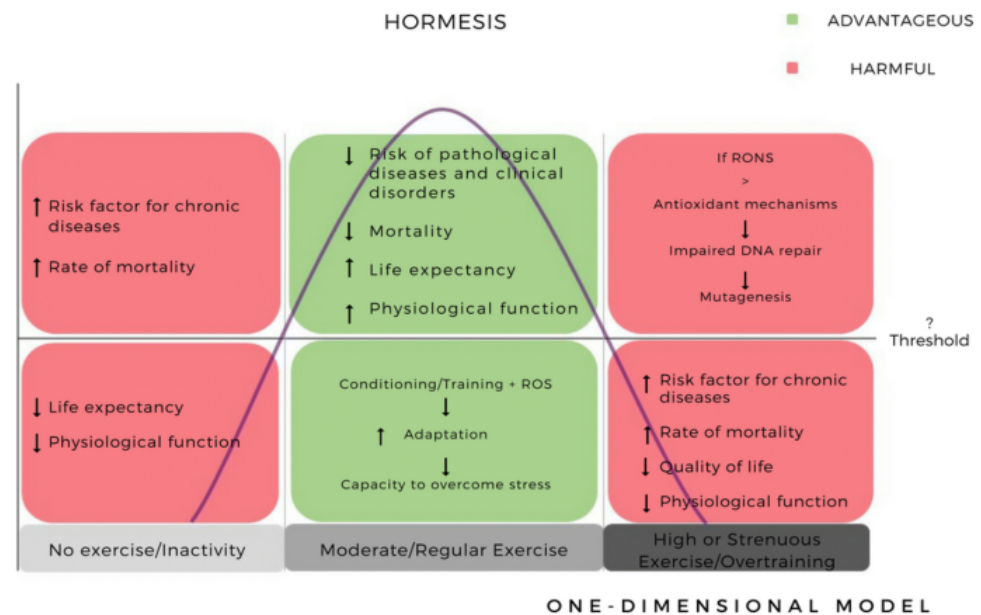 HORMESIS
ADVANTAGEOUS
HARMFUL
↑ Risk factor for chronic
diseases
↑ Rate of mortality
↓ Life expectancy
↓ Physiological function
↓ Risk of pathological
diseases and clinical
disorders
↓ Mortality
↑ Life expectancy
↑ Physiological function
Conditioning/Training + ROS
↓
↑ Adaptation
↓
Capacity to overcome stress
If RONS
>
Antioxidant mechanisms
↓
Impaired DNA repair
↓
Mutagenesis
↑ Risk factor for chronic
diseases
↑ Rate of mortality
↓ Quality of life
↓ Physiological function
?
Threshold
No exercise/Inactivity
Moderate/Regular Exercise
High or Strenuous
Exercise/Overtraining
ONE-DIMENSIONAL MODEL